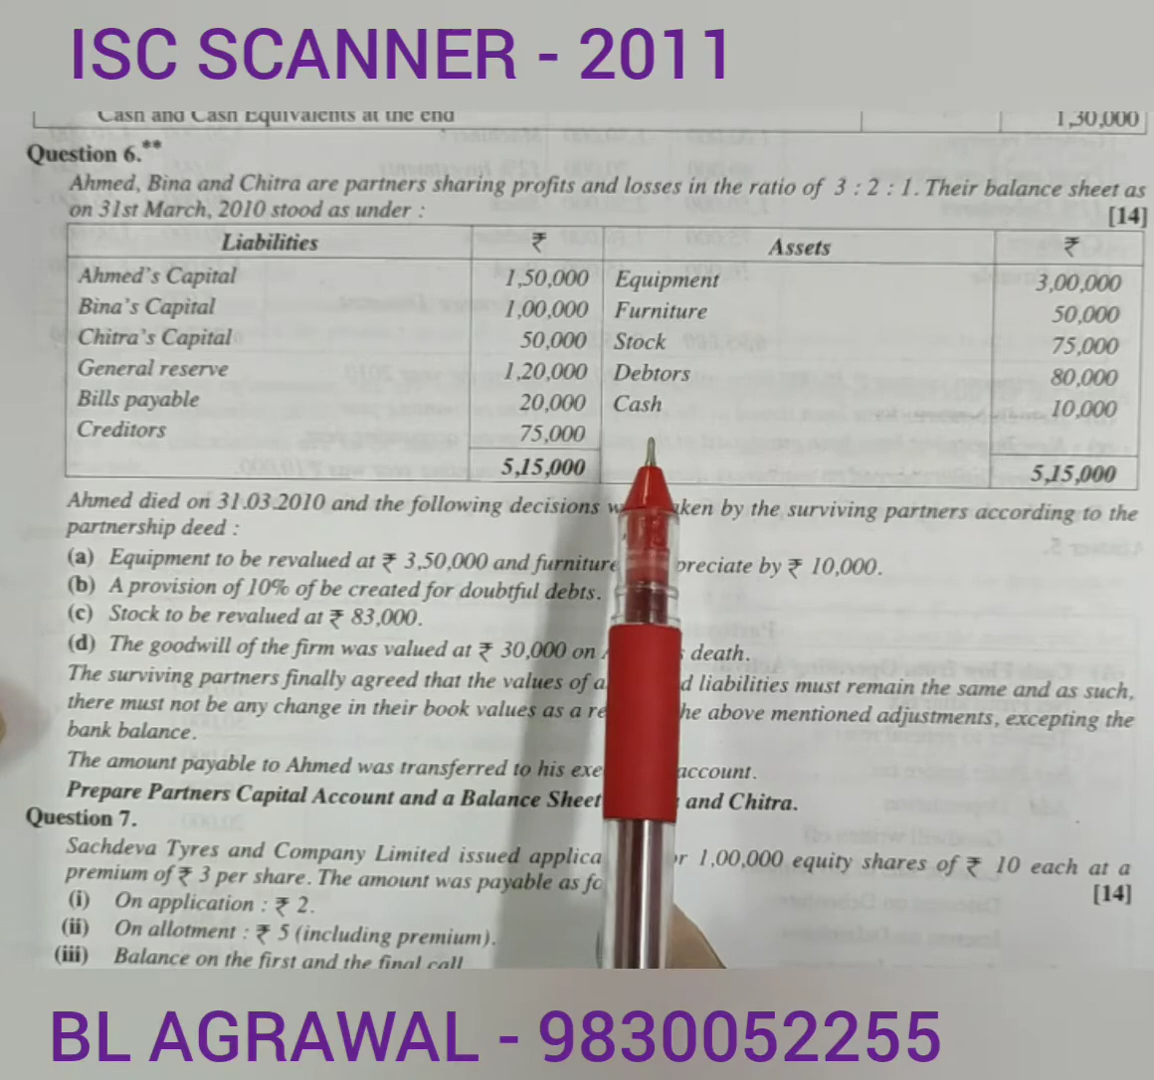 ISC SCANNER - 2011
Cash and Cash Equivalents at the end 1,30,000
Question 6.**
Ahmed, Bina and Chitra are partners sharing profits and losses in the ratio of 3 : 2 : 1. Their balance sheet as
on 31st March, 2010 stood as under : [14]
Liabilities ₹ Assets ₹
Ahmed's Capital 1,50,000 Equipment 3,00,000
Bina's Capital 1,00,000 Furniture 50,000
Chitra's Capital 50,000 Stock 75,000
General reserve 1,20,000 Debtors 80,000
Bills payable 20,000 Cash 10,000
Creditors 75,000
5,15,000 5,15,000
Ahmed died on 31.03.2010 and the following decisions by the surviving partners according to the
partnership deed :
(a) Equipment to be revalued at ₹ 3,50,000 and furniture by ₹ 10,000.
(b) A provision of 10% of be created for doubtful debts.
(c) Stock to be revalued at ₹ 83,000.
(d) The goodwill of the firm was valued at ₹ 30,000 on death.
The surviving partners finally agreed that the values of liabilities must remain the same and as such,
there must not be any change in their book values as a above mentioned adjustments, excepting the
bank balance.
The amount payable to Ahmed was transferred to his account.
Prepare Partners Capital Account and a Balance Sheet and Chitra.
Question 7.
Sachdeva Tyres and Company Limited issued 1,00,000 equity shares of ₹ 10 each at a
premium of ₹ 3 per share. The amount was payable as [14]
(i) On application : ₹ 2.
(ii) On allotment : ₹ 5 (including premium).
(iii) Balance on the first and the final call
BL AGRAWAL - 9830052255